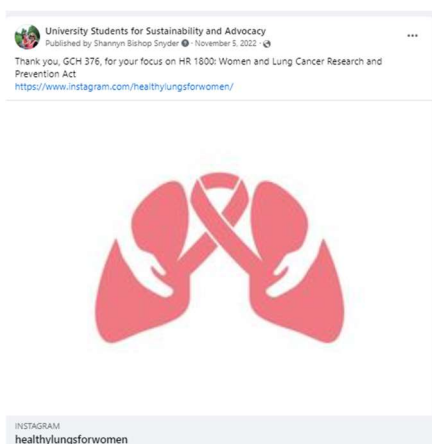 University Students for Sustainability and Advocacy
Published by Shannyn Bishop Snyder · November 5, 2022 ·
Thank you, GCH 376, for your focus on HR 1800: Women and Lung Cancer Research and
Prevention Act
https://www.instagram.com/healthylungsforwomen/
INSTAGRAM
healthylungsforwomen